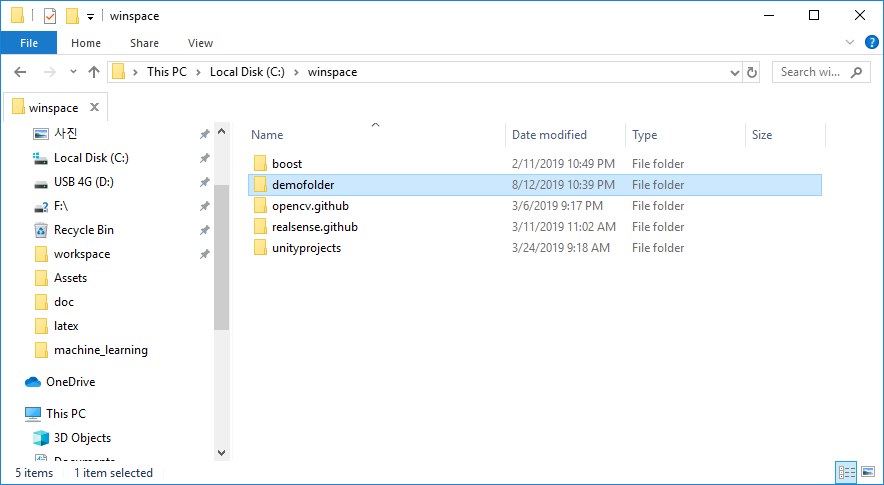 winspace
File Home Share View
This PC Local Disk (C:) winspace Search wi...
winspace
사진
Local Disk (C:)
USB 4G (D:)
F:\
Recycle Bin
workspace
Assets
doc
latex
machine_learning
OneDrive
This PC
3D Objects
Documents
Name Date modified Type Size
boost 2/11/2019 10:49 PM File folder
demofolder 8/12/2019 10:39 PM File folder
opencv.github 3/6/2019 9:17 PM File folder
realsense.github 3/11/2019 11:02 AM File folder
unityprojects 3/24/2019 9:18 AM File folder
5 items 1 item selected